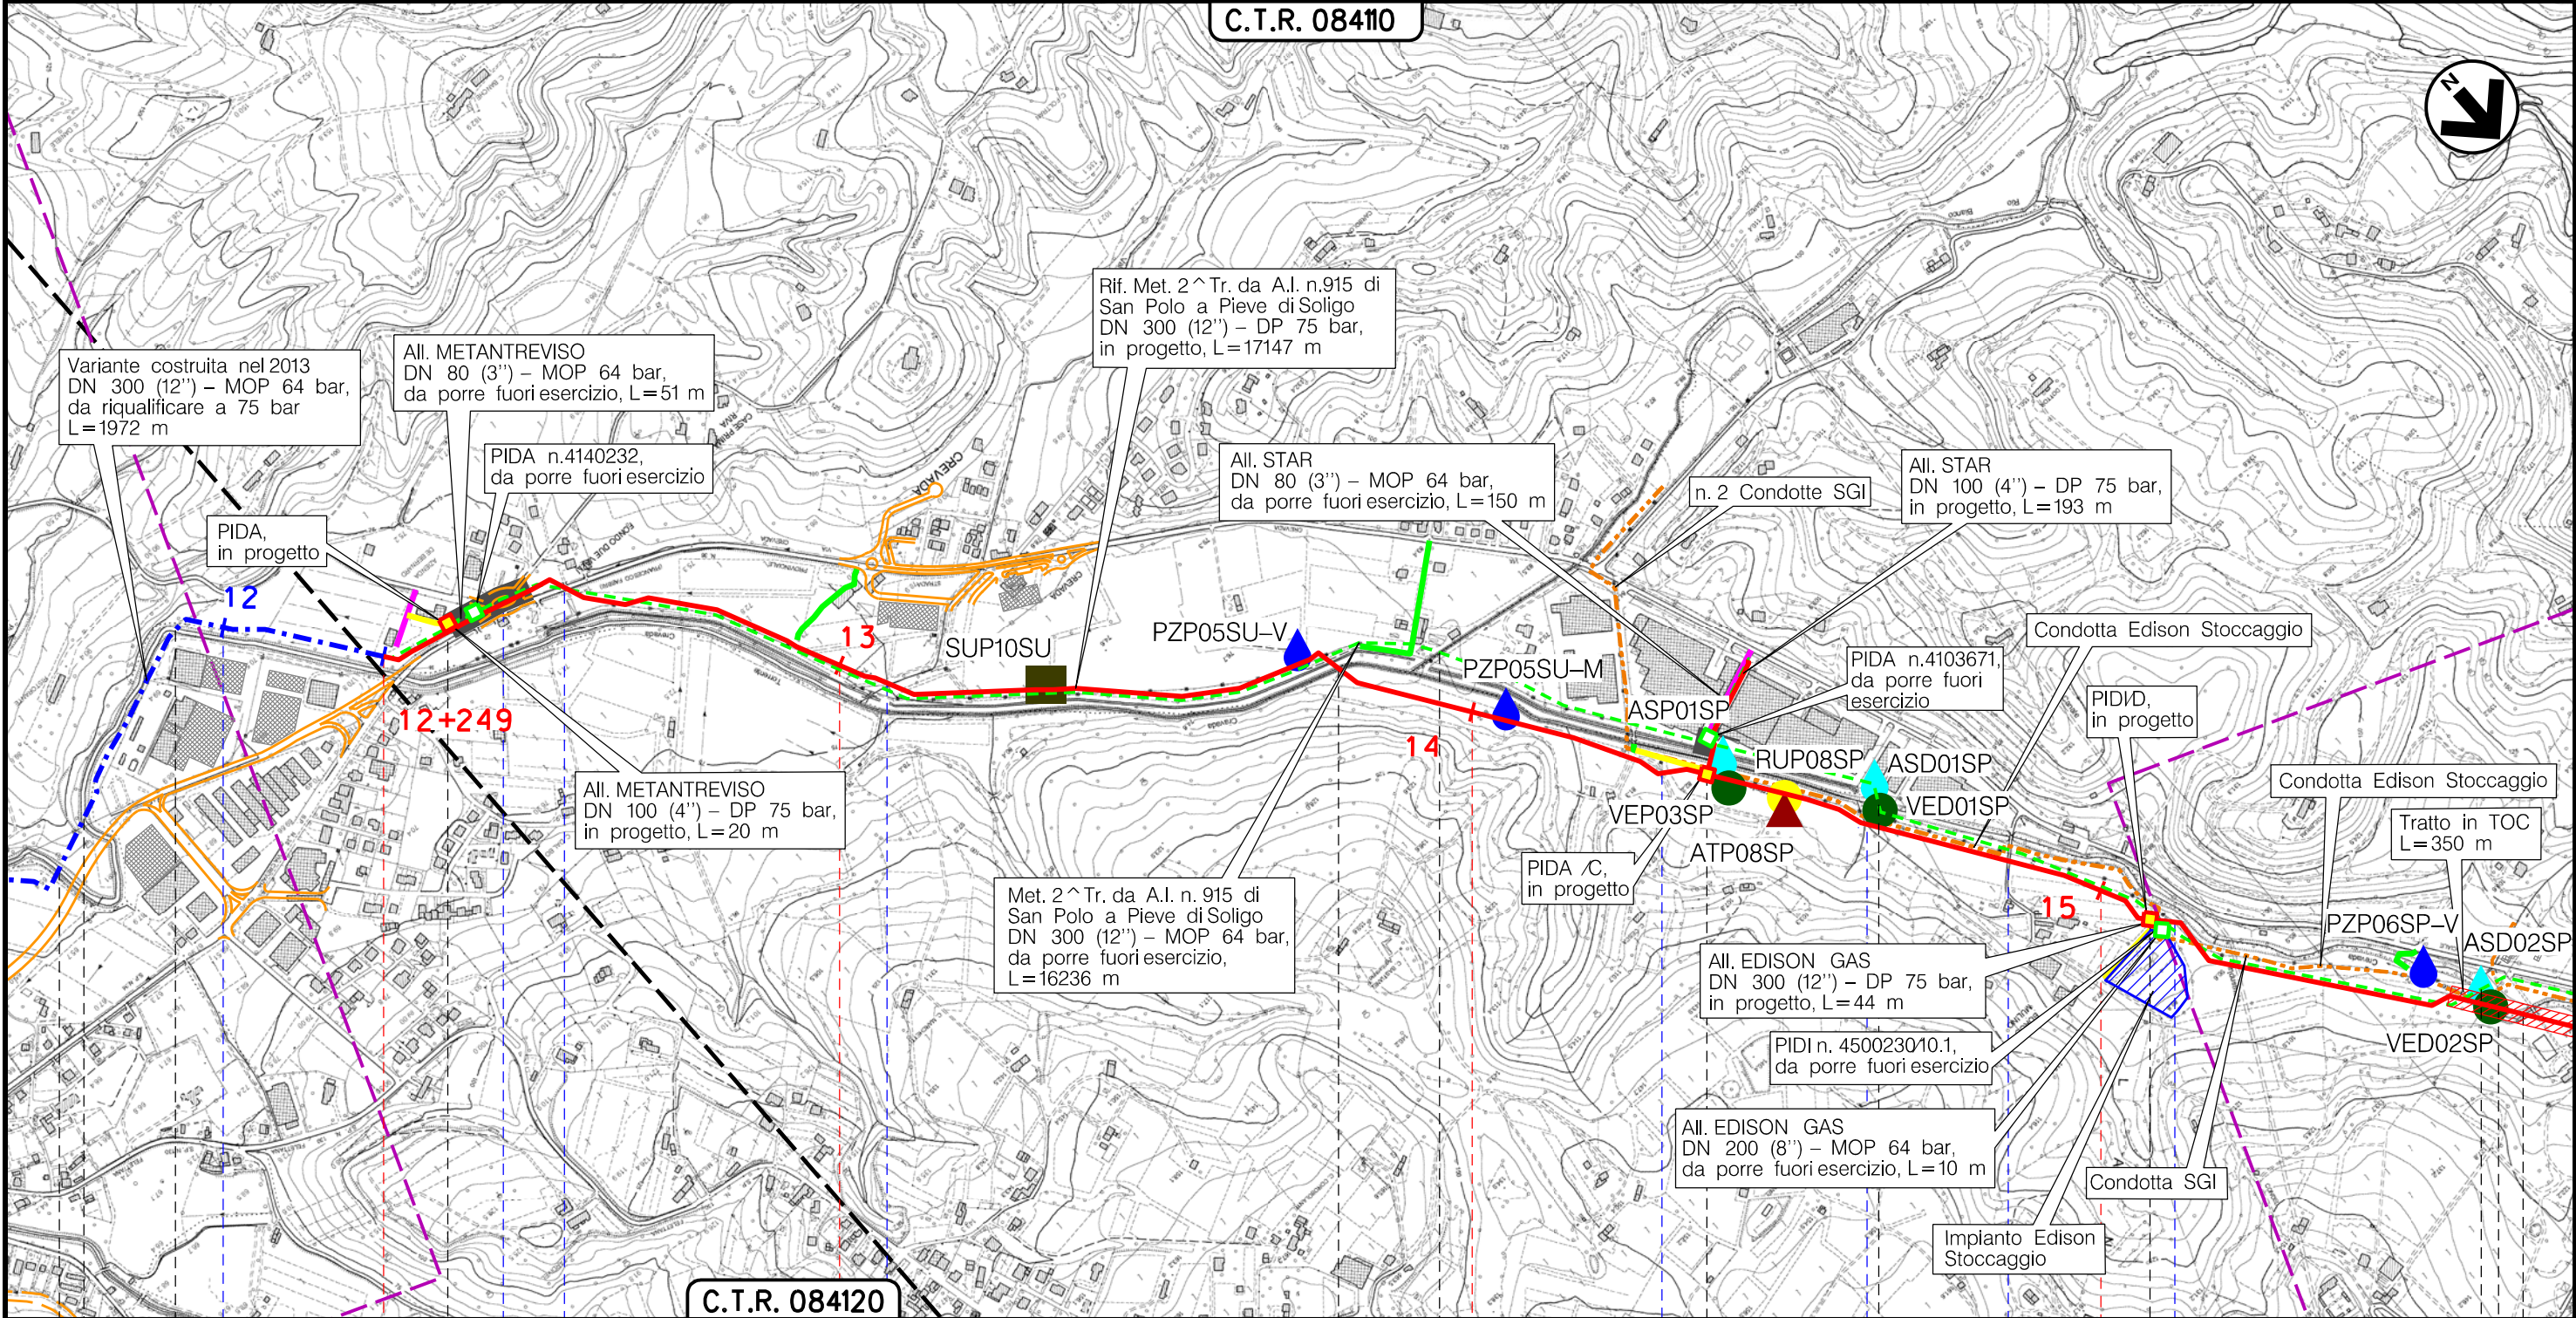 C.T.R. 084110
N
Rio
Bianco
Rif. Met. 2^Tr. da A.I. n.915 di
San Polo a Pieve di Soligo
DN 300 (12'') – DP 75 bar,
in progetto, L=17147 m
Variante costruita nel 2013
DN 300 (12'') – MOP 64 bar,
da riqualificare a 75 bar
L=1972 m
All. METANTREVISO
DN 80 (3'') – MOP 64 bar,
da porre fuori esercizio, L=51 m
PIDA n.4140232,
da porre fuori esercizio
PIDA,
in progetto
All. STAR
DN 80 (3'') – MOP 64 bar,
da porre fuori esercizio, L=150 m
n. 2 Condotte SGI
All. STAR
DN 100 (4'') – DP 75 bar,
in progetto, L=193 m
CREVADA
12
13
12+249
SUP10SU
PZP05SU–V
PZP05SU–M
14
ASP01SP
PIDA n.4103671,
da porre fuori
esercizio
Condotta Edison Stoccaggio
PIDI/D,
in progetto
RUP08SP
ASD01SP
VEP03SP
VED01SP
ATP08SP
Condotta Edison Stoccaggio
Tratto in TOC
L=350 m
All. METANTREVISO
DN 100 (4'') – DP 75 bar,
in progetto, L=20 m
PIDA /C,
in progetto
Met. 2^Tr. da A.I. n. 915 di
San Polo a Pieve di Soligo
DN 300 (12'') – MOP 64 bar,
da porre fuori esercizio,
L=16236 m
15
PZP06SP–V
ASD02SP
VED02SP
All. EDISON GAS
DN 300 (12'') – DP 75 bar,
in progetto, L=44 m
PIDI n. 4500230/10.1,
da porre fuori esercizio
All. EDISON GAS
DN 200 (8'') – MOP 64 bar,
da porre fuori esercizio, L=10 m
Condotta SGI
Impianto Edison
Stoccaggio
C.T.R. 084120